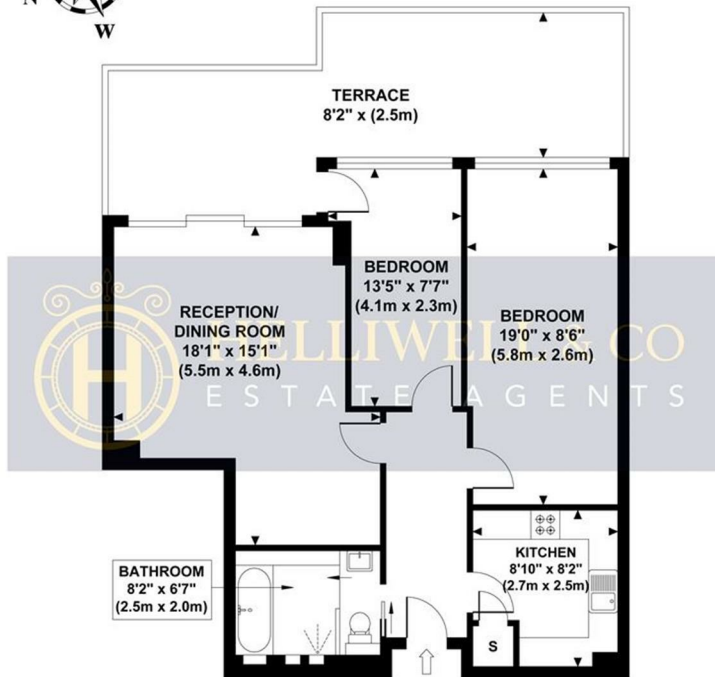 N
W
TERRACE
8'2" x (2.5m)
BEDROOM
13'5" x 7'7"
(4.1m x 2.3m)
BEDROOM
19'0" x 8'6"
(5.8m x 2.6m)
RECEPTION/
DINING ROOM
18'1" x 15'1"
(5.5m x 4.6m)
H
HELLIWELL & CO
ESTATE AGENTS
BATHROOM
8'2" x 6'7"
(2.5m x 2.0m)
KITCHEN
8'10" x 8'2"
(2.7m x 2.5m)
S